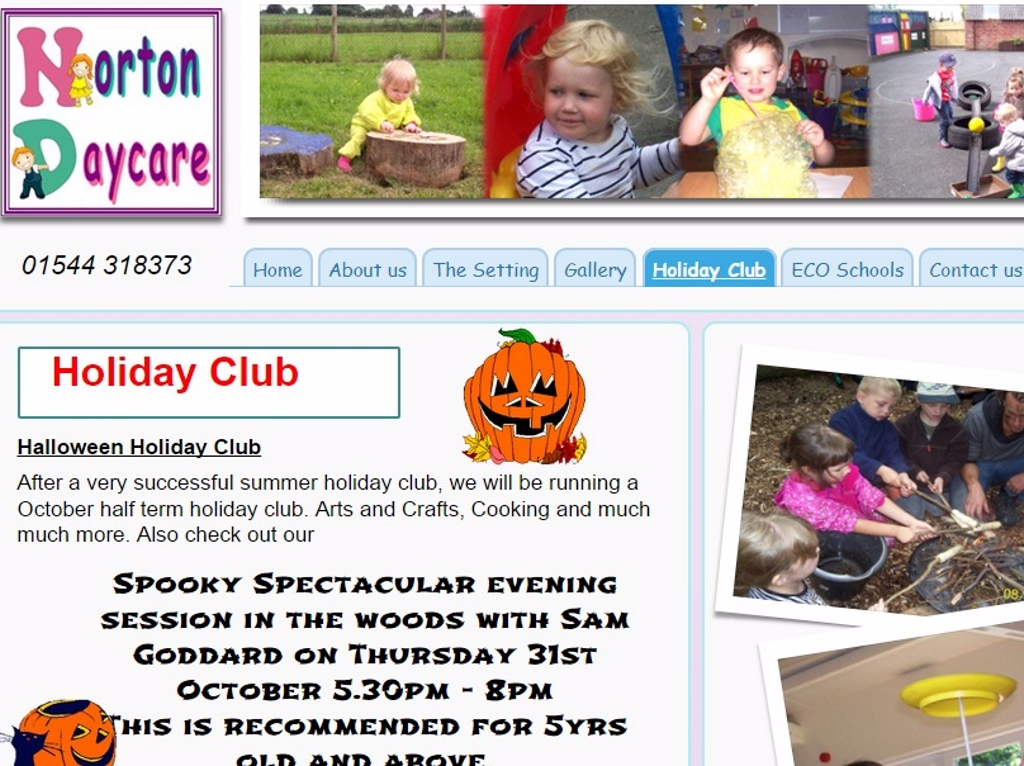 Norton
Daycare
01544 318373
Home
About us
The Setting
Gallery
Holiday Club
ECO Schools
Contact us
Holiday Club
Halloween Holiday Club
After a very successful summer holiday club, we will be running a
October half term holiday club. Arts and Crafts, Cooking and much
much more. Also check out our
Spooky Spectacular evening
session in the woods with Sam
Goddard on Thursday 31st
October 5.30pm - 8pm
This is recommended for 5yrs
old and above.
08